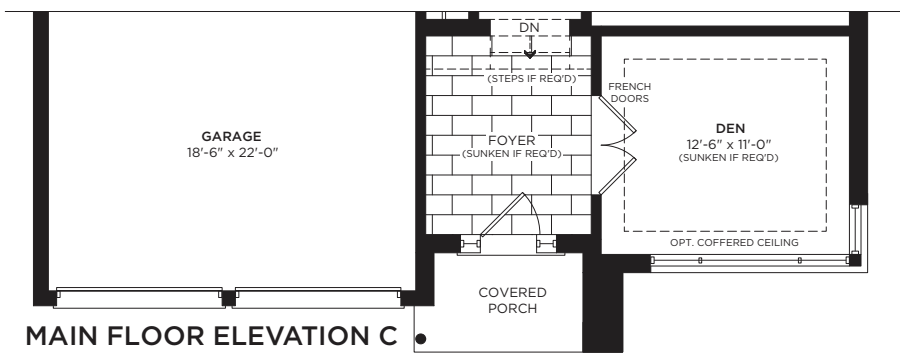 DN
(STEPS IF REQ'D)
FRENCH
DOORS
GARAGE
18'-6" x 22'-0"
FOYER
(SUNKEN IF REQ'D)
DEN
12'-6" x 11'-0"
(SUNKEN IF REQ'D)
OPT. COFFERED CEILING
COVERED
PORCH
MAIN FLOOR ELEVATION C